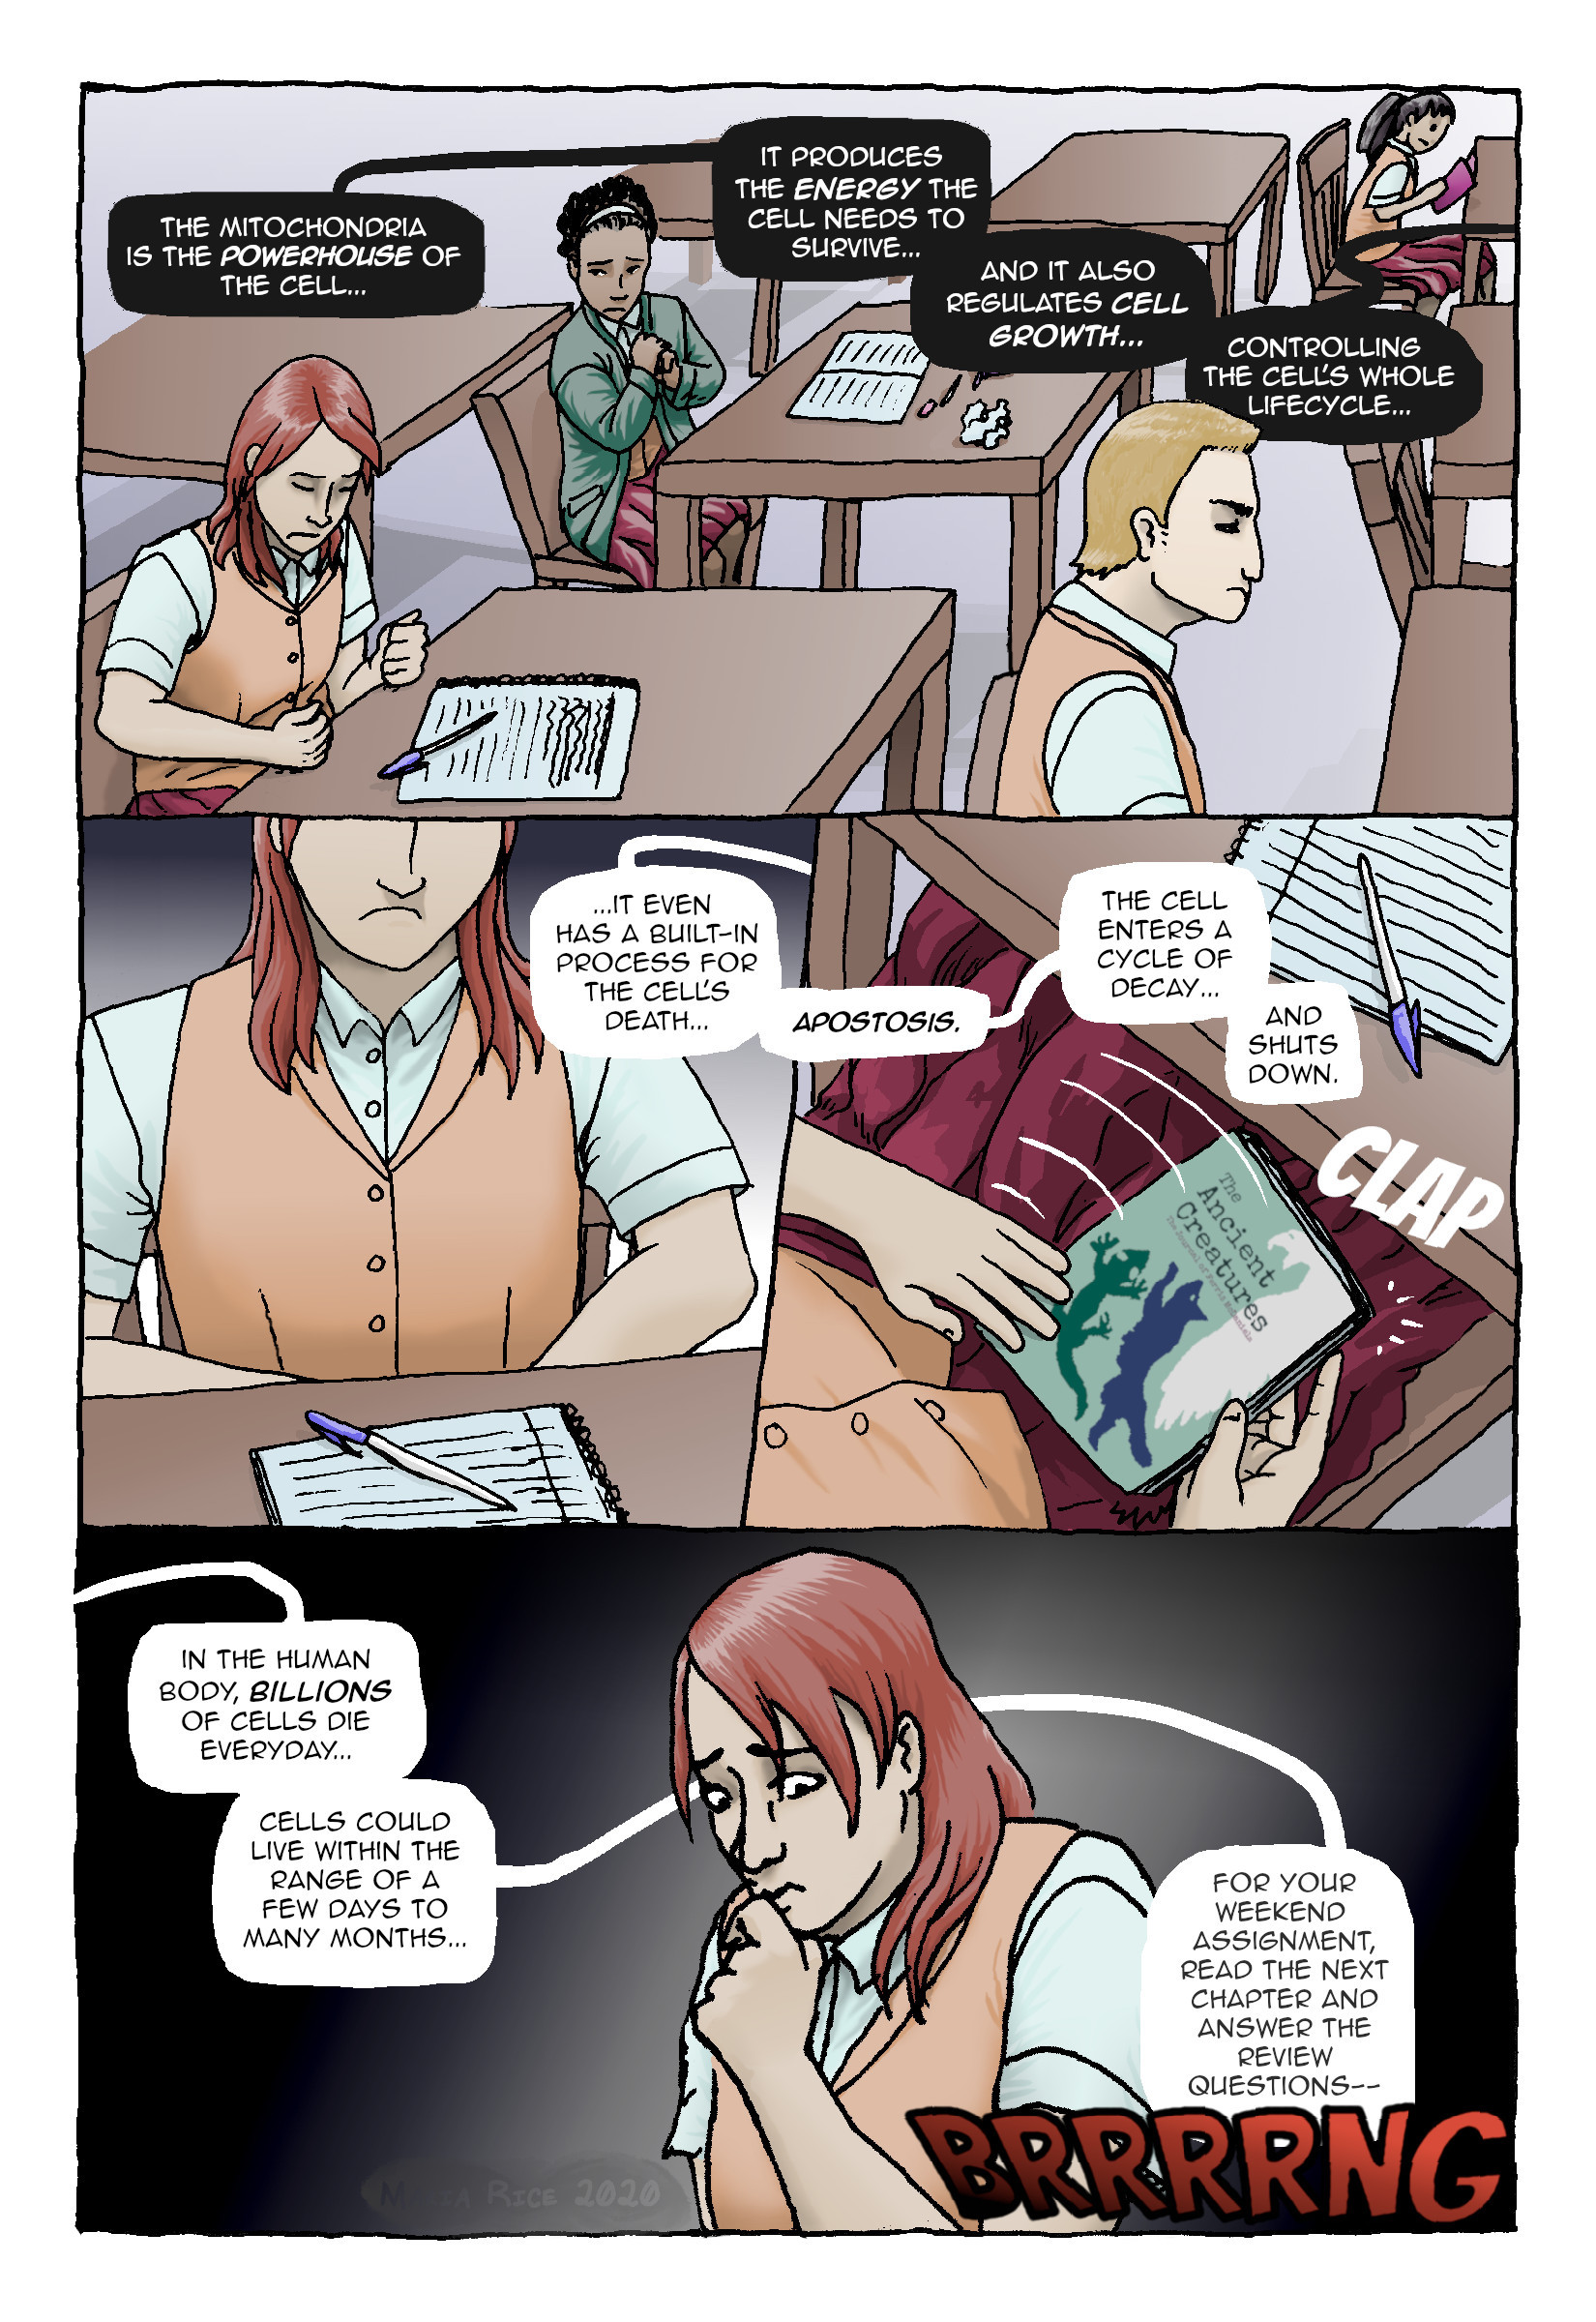 THE MITOCHONDRIA
IS THE POWERHOUSE OF
THE CELL...
IT PRODUCES
THE ENERGY THE
CELL NEEDS TO
SURVIVE...
AND IT ALSO
REGULATES CELL
GROWTH...
CONTROLLING
THE CELL'S WHOLE
LIFECYCLE...
...IT EVEN
HAS A BUILT-IN
PROCESS FOR
THE CELL'S
DEATH...
APOSTOSIS.
THE CELL
ENTERS A
CYCLE OF
DECAY...
AND
SHUTS
DOWN.
CLAP
The
Ancient
Creatures
The Journal of
IN THE HUMAN
BODY, BILLIONS
OF CELLS DIE
EVERYDAY...
CELLS COULD
LIVE WITHIN THE
RANGE OF A
FEW DAYS TO
MANY MONTHS...
FOR YOUR
WEEKEND
ASSIGNMENT,
READ THE NEXT
CHAPTER AND
ANSWER THE
REVIEW
QUESTIONS--
BRRRRNG
RICE 2020